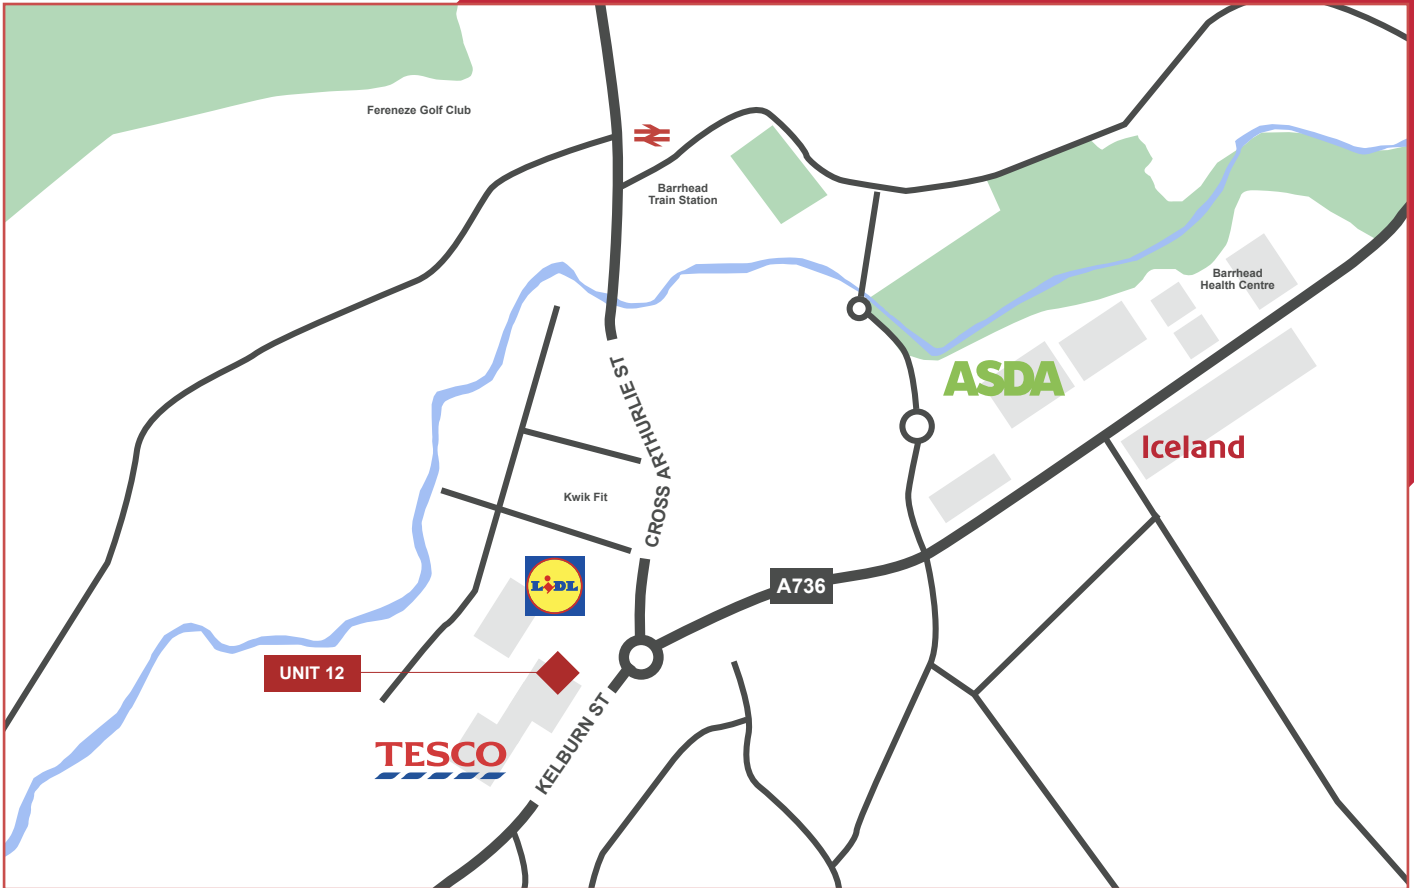 Fereneze Golf Club
Barrhead
Train Station
Barrhead
Health Centre
CROSS ARTHURLIE ST
ASDA
Iceland
Kwik Fit
LIDL
A736
UNIT 12
KELBURN ST
TESCO